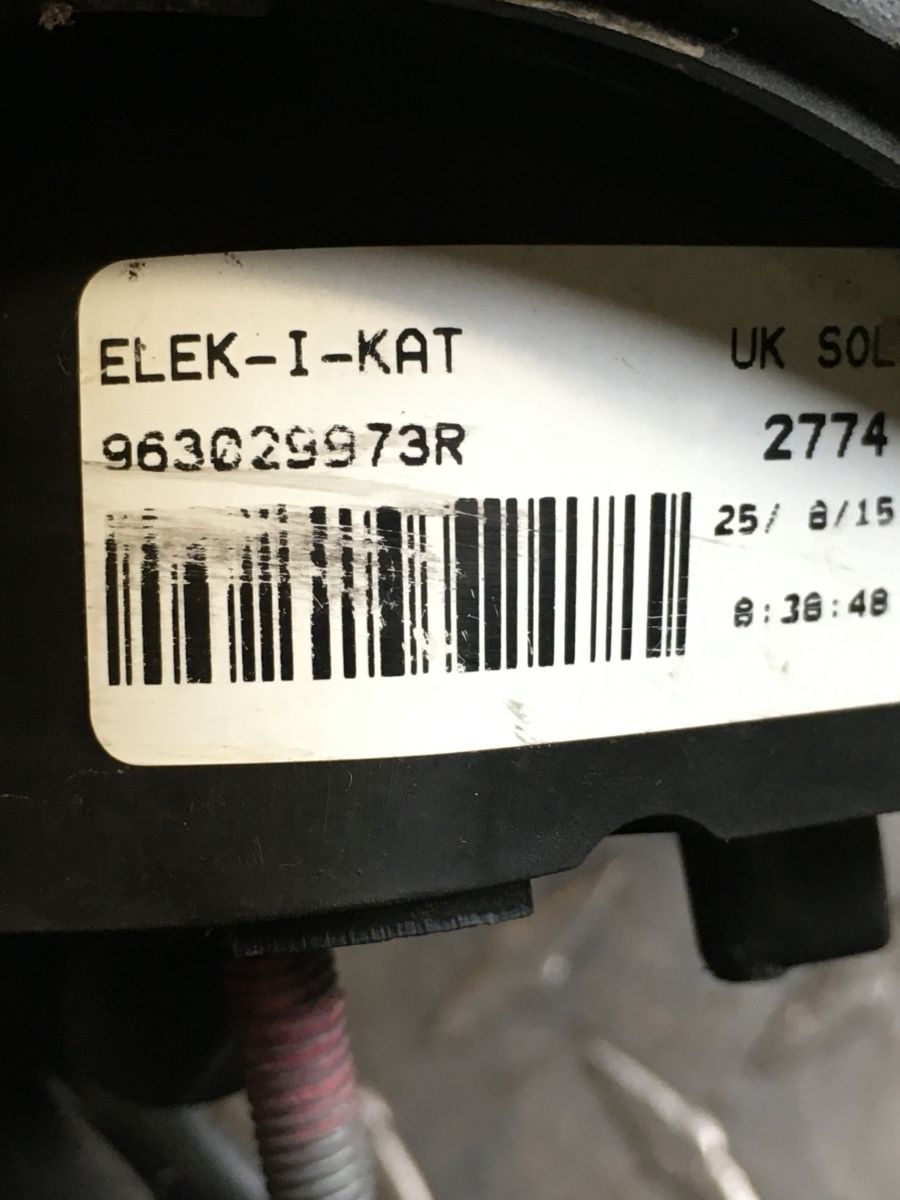 ELEK-I-KAT
UK SOL
963029973R
2774
25/ 8/15
8:38:48